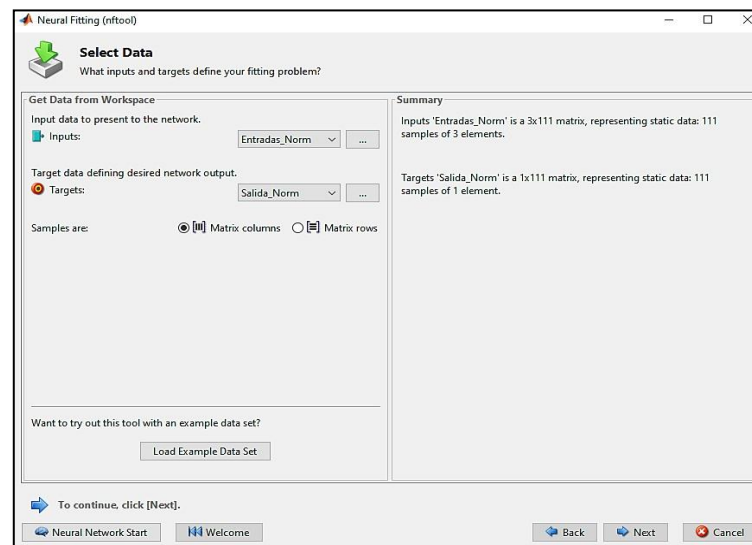 Neural Fitting (nftool)
Select Data
What inputs and targets define your fitting problem?
Get Data from Workspace
Input data to present to the network.
Inputs:
Entradas_Norm
...
Target data defining desired network output.
Targets:
Salida_Norm
...
Samples are:
Matrix columns
Matrix rows
Want to try out this tool with an example data set?
Load Example Data Set
Summary
Inputs 'Entradas_Norm' is a 3x111 matrix, representing static data: 111
samples of 3 elements.
Targets 'Salida_Norm' is a 1x111 matrix, representing static data: 111
samples of 1 element.
To continue, click [Next].
Neural Network Start
Welcome
Back
Next
Cancel